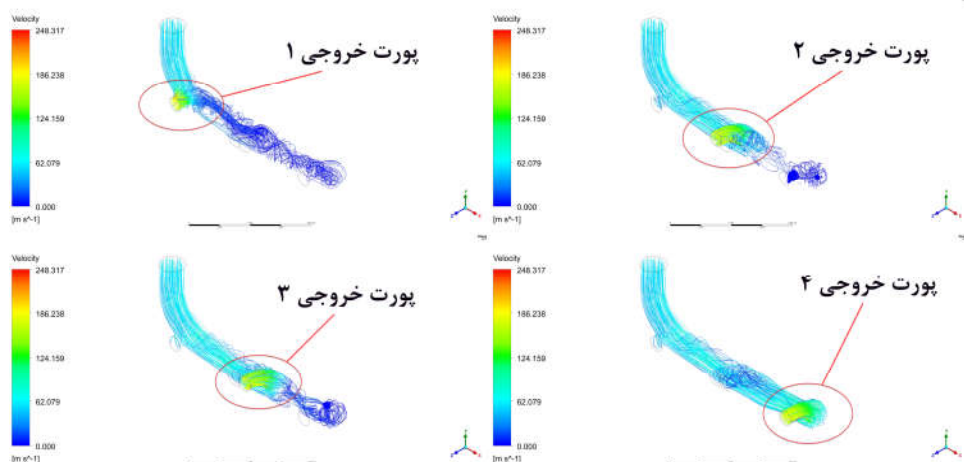 Velocity
248.317
186.238
124.159
62.079
0.000
[m s^-1]
پورت خروجی ۱
Velocity
248.317
186.238
124.159
62.079
0.000
[m s^-1]
پورت خروجی ۲
Velocity
248.317
186.238
124.159
62.079
0.000
[m s^-1]
پورت خروجی ۳
Velocity
248.317
186.238
124.159
62.079
0.000
[m s^-1]
پورت خروجی ۴